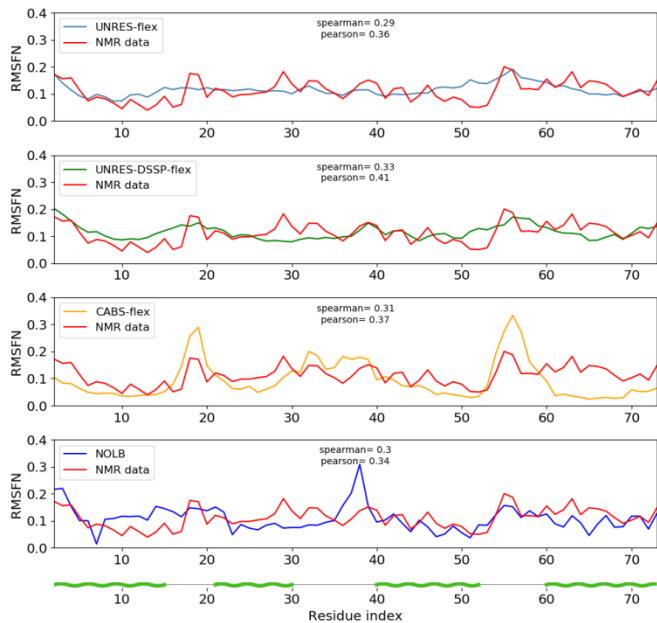 0.4
0.3
0.2
0.1
0.0
RMSFN
UNRES-flex
NMR data
spearman= 0.29
pearson= 0.36
10 20 30 40 50 60 70
0.4
0.3
0.2
0.1
0.0
RMSFN
UNRES-DSSP-flex
NMR data
spearman= 0.33
pearson= 0.41
10 20 30 40 50 60 70
0.4
0.3
0.2
0.1
0.0
RMSFN
CABS-flex
NMR data
spearman= 0.31
pearson= 0.37
10 20 30 40 50 60 70
0.4
0.3
0.2
0.1
0.0
RMSFN
NOLB
NMR data
spearman= 0.3
pearson= 0.34
10 20 30 40 50 60 70
Residue index